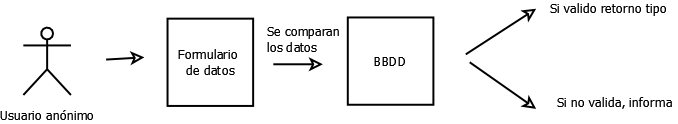 Usuario anónimo
Formulario
de datos
Se comparan
los datos
BBDD
Si valido retorno tipo
Si no valida, informa